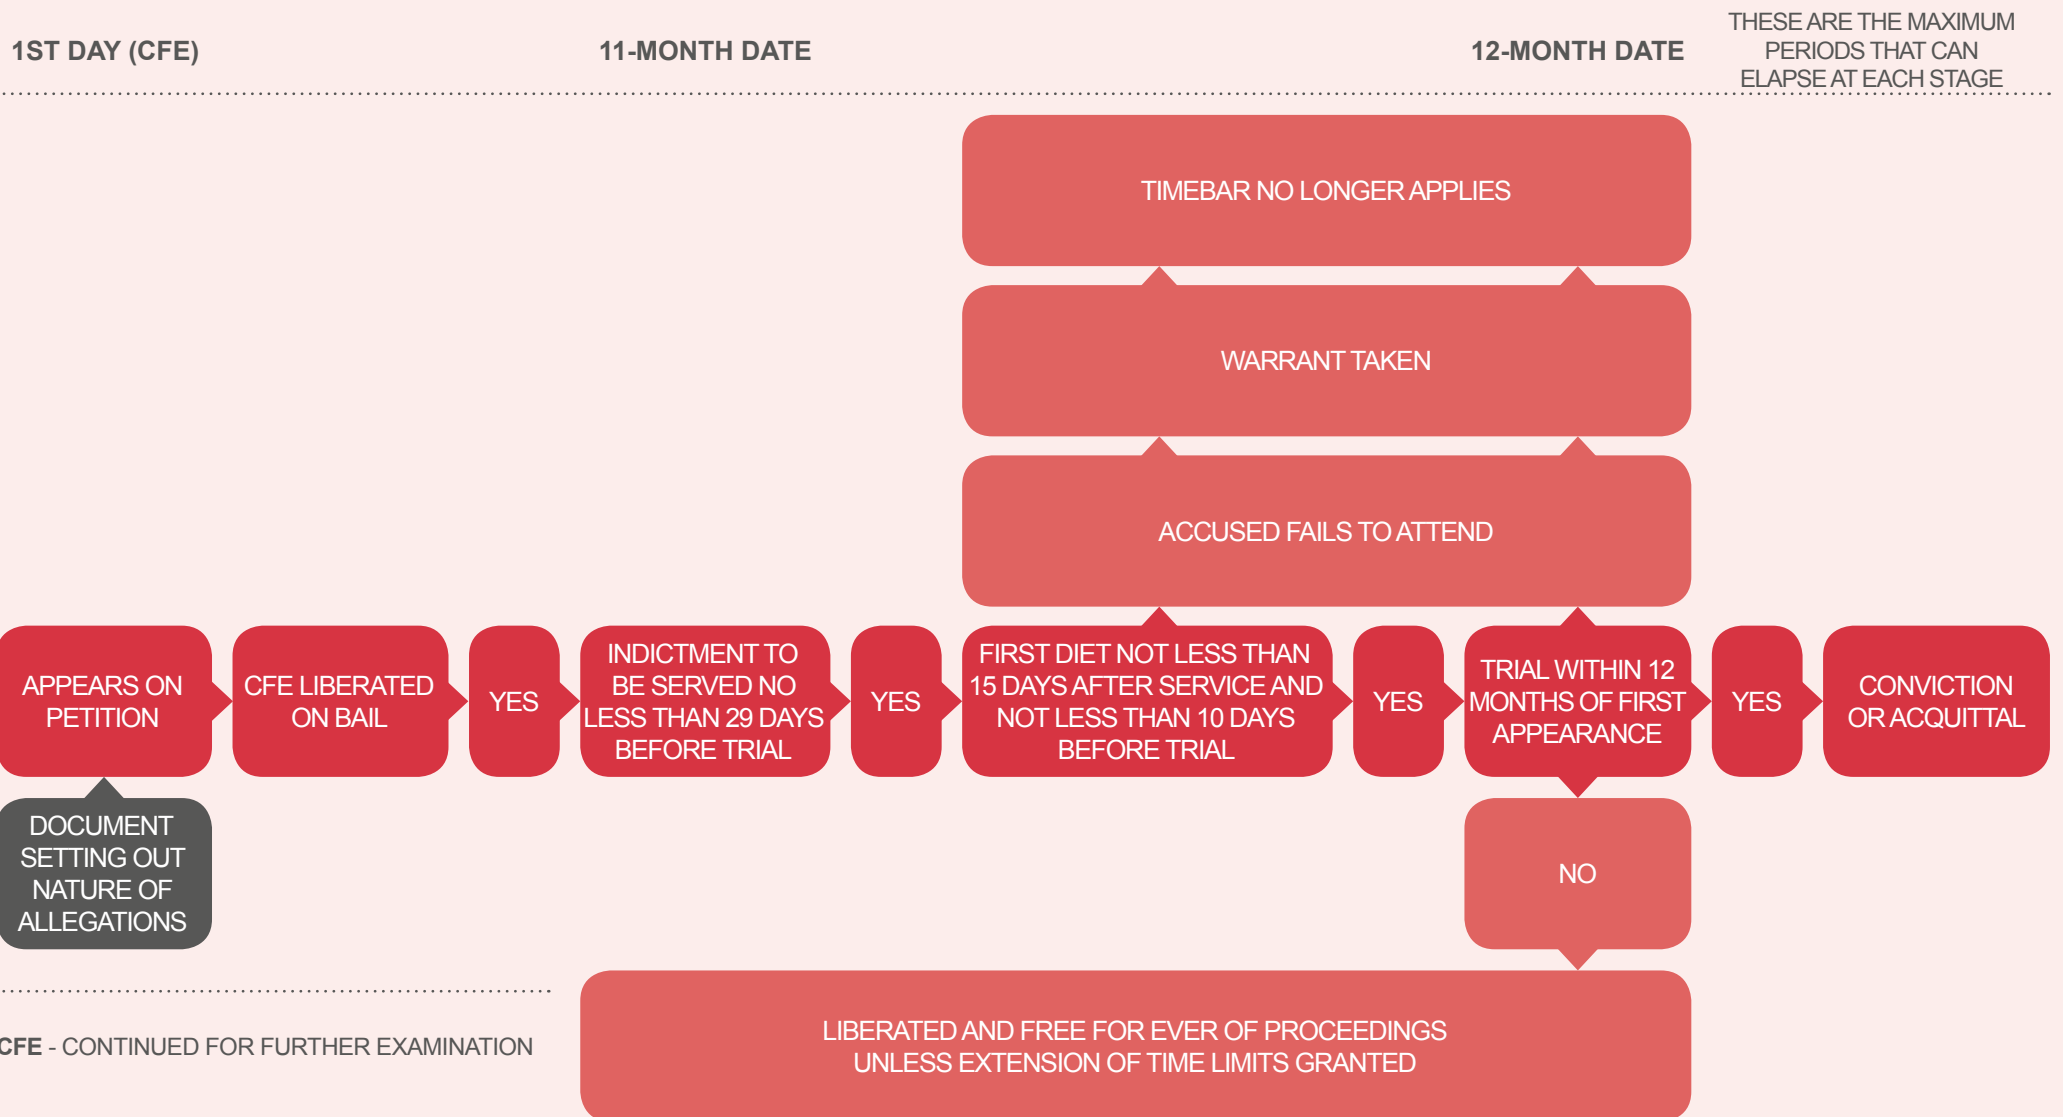 1ST DAY (CFE)
11-MONTH DATE
12-MONTH DATE
THESE ARE THE MAXIMUM
PERIODS THAT CAN
ELAPSE AT EACH STAGE
TIMEBAR NO LONGER APPLIES
WARRANT TAKEN
ACCUSED FAILS TO ATTEND
APPEARS ON
PETITION
CFE LIBERATED
ON BAIL
YES
INDICTMENT TO
BE SERVED NO
LESS THAN 29 DAYS
BEFORE TRIAL
YES
FIRST DIET NOT LESS THAN
15 DAYS AFTER SERVICE AND
NOT LESS THAN 10 DAYS
BEFORE TRIAL
YES
TRIAL WITHIN 12
MONTHS OF FIRST
APPEARANCE
YES
CONVICTION
OR ACQUITTAL
DOCUMENT
SETTING OUT
NATURE OF
ALLEGATIONS
NO
CFE - CONTINUED FOR FURTHER EXAMINATION
LIBERATED AND FREE FOR EVER OF PROCEEDINGS
UNLESS EXTENSION OF TIME LIMITS GRANTED